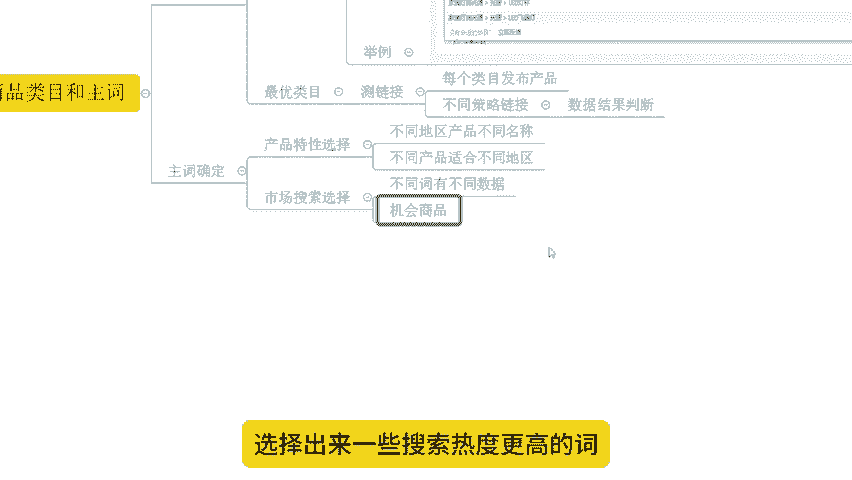 举例
每个类目发布产品
最优类目
测链接
品类目和主词
不同策略链接
数据结果判断
不同地区产品不同名称
产品特性选择
不同产品适合不同地区
主词确定
不同词有不同数据
市场搜索选择
机会商品
选择出来一些搜索热度更高的词